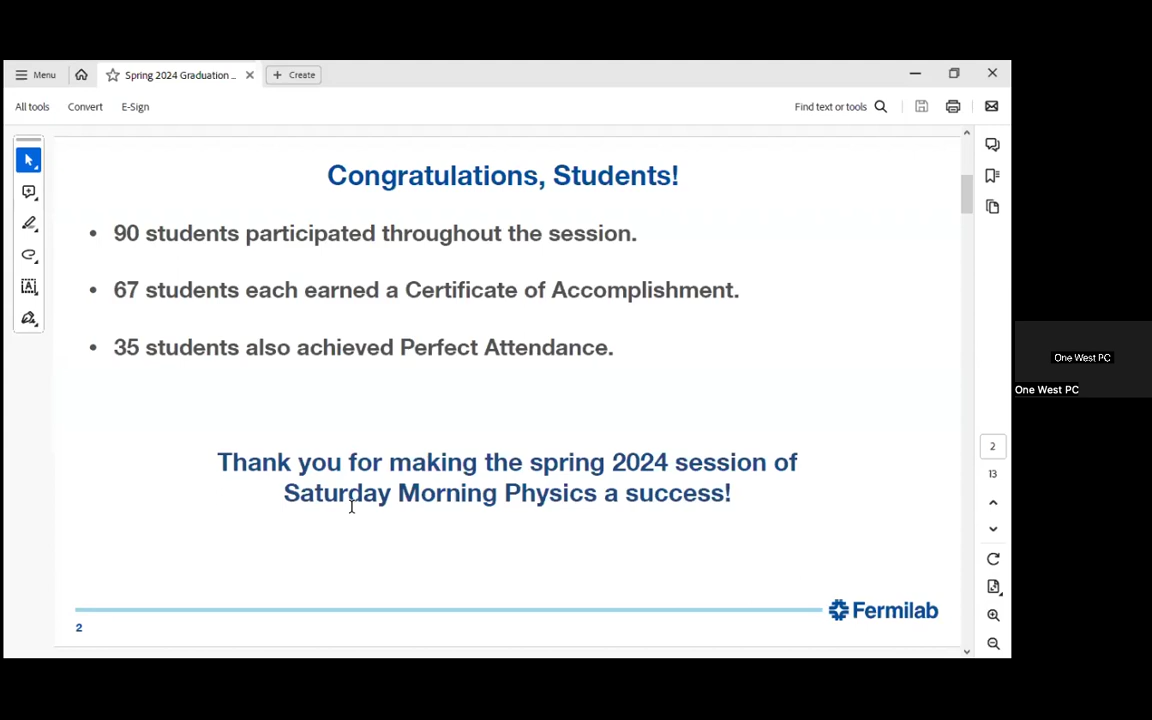 Menu
Spring 2024 Graduation ...
Create
All tools
Convert
E-Sign
Find text or tools
Congratulations, Students!
• 90 students participated throughout the session.
• 67 students each earned a Certificate of Accomplishment.
• 35 students also achieved Perfect Attendance.
Thank you for making the spring 2024 session of
Saturday Morning Physics a success!
Fermilab
2
2
13
One West PC
One West PC